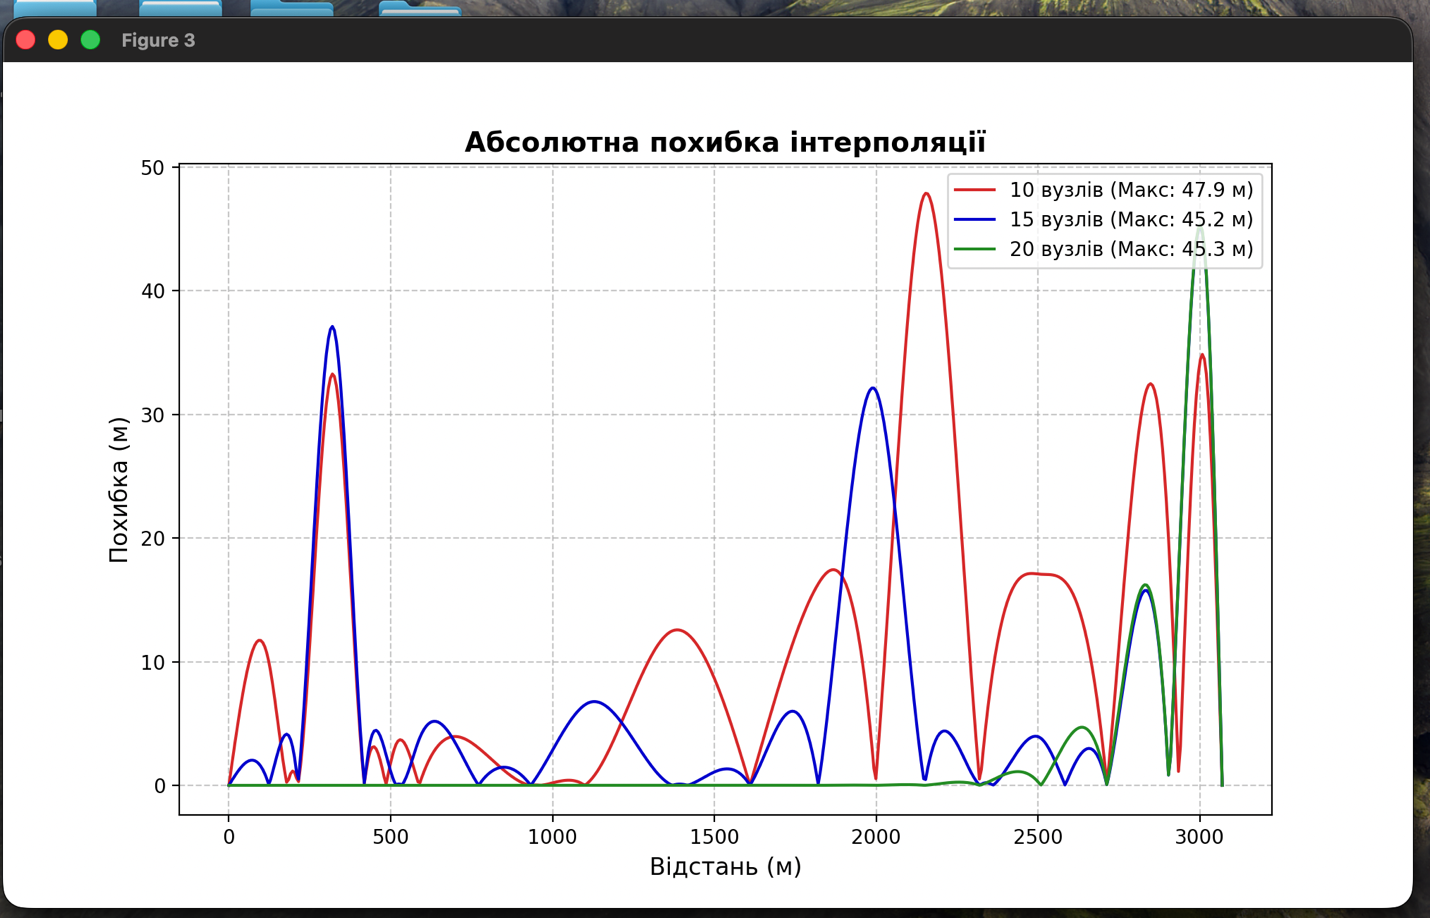 Figure 3
Абсолютна похибка інтерполяції
10 вузлів (Макс: 47.9 м)
15 вузлів (Макс: 45.2 м)
20 вузлів (Макс: 45.3 м)
Похибка (м)
50
40
30
20
10
0
0 500 1000 1500 2000 2500 3000
Відстань (м)